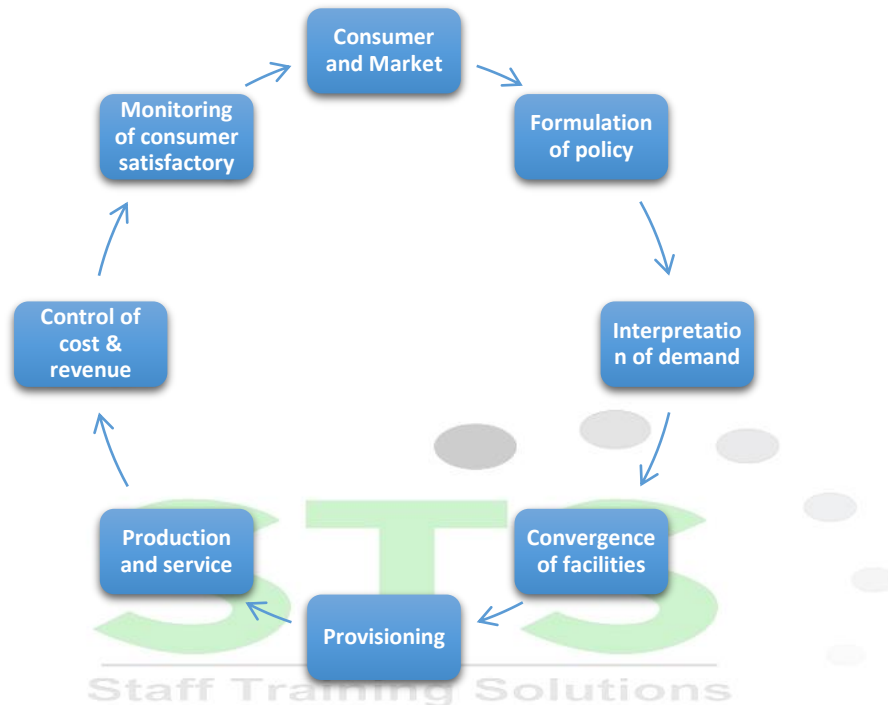 Consumer
and Market
Formulation
of policy
Interpretatio
n of demand
Convergence
of facilities
Provisioning
Production
and service
Control of
cost &
revenue
Monitoring
of consumer
satisfactory
STS
Staff Training Solutions